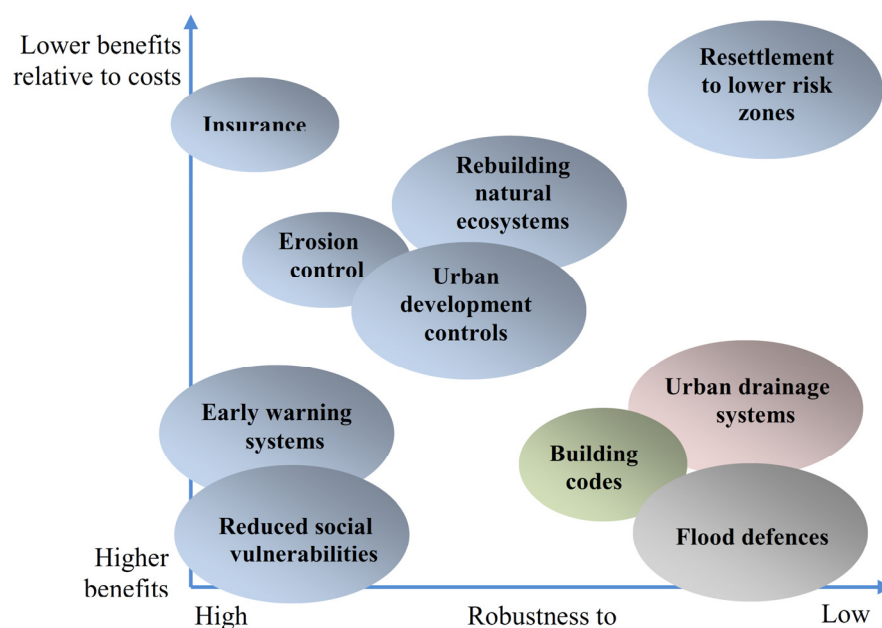 Lower benefits
relative to costs
Resettlement
to lower risk
zones
Insurance
Rebuilding
natural
ecosystems
Erosion
control
Urban
development
controls
Early warning
systems
Urban drainage
systems
Building
codes
Reduced social
vulnerabilities
Flood defences
Higher
benefits
High
Robustness to
Low